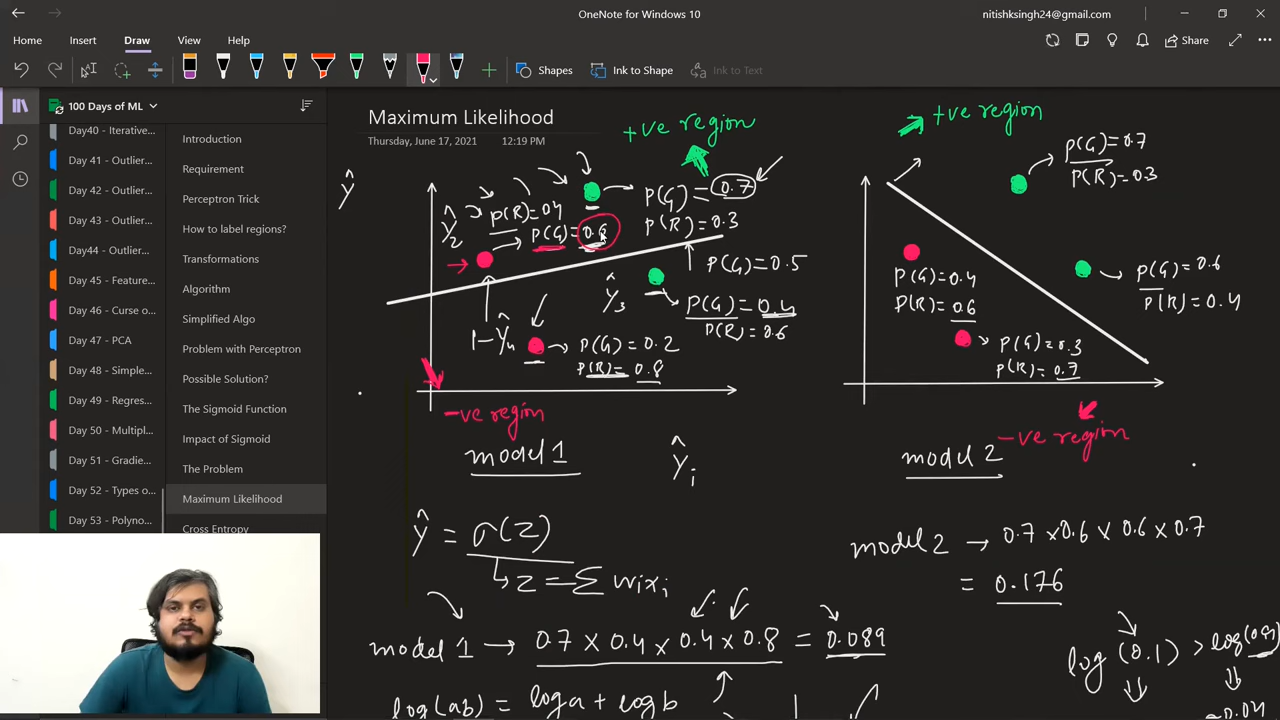 OneNote for Windows 10
nitishksingh24@gmail.com
Home Insert Draw View Help
Share
Shapes
Ink to Shape
Ink to Text
100 Days of ML
Day40 - Iterative...
Day 41 - Outlier...
Day 42 - Outlier...
Day 43 - Outlier...
Day44 - Outlier...
Day 45 - Feature...
Day 46 - Curse o...
Day 47 - PCA
Day 48 - Simple...
Day 49 - Regres...
Day 50 - Multipl...
Day 51 - Gradie...
Day 52 - Types o...
Day 53 - Polyno...
Introduction
Requirement
Perceptron Trick
How to label regions?
Transformations
Algorithm
Simplified Algo
Problem with Perceptron
Possible Solution?
The Sigmoid Function
Impact of Sigmoid
The Problem
Maximum Likelihood
Cross Entropy
Maximum Likelihood
Thursday, June 17, 2021 12:19 PM
+ve region
ŷ
P(G) = 0.7
P(R) = 0.3
ŷ2
P(R) = 0.4
P(G) =
P(G) = 0.5
ŷ3
P(G) = 0.4
P(R) = 0.6
1-ŷ4
P(G) = 0.2
P(R) = 0.8
-ve region
model 1
ŷi
+ve region
P(G) = 0.7
P(R) = 0.3
P(G) = 0.4
P(R) = 0.6
P(G) = 0.6
P(R) = 0.4
P(G) = 0.3
P(R) = 0.7
-ve region
model 2
ŷ = σ(z)
z = Σ wixi
model 2 → 0.7 × 0.6 × 0.6 × 0.7
= 0.176
model 1 → 0.7 × 0.4 × 0.4 × 0.8 = 0.089
log(ab) = loga + logb
log (0.1) >